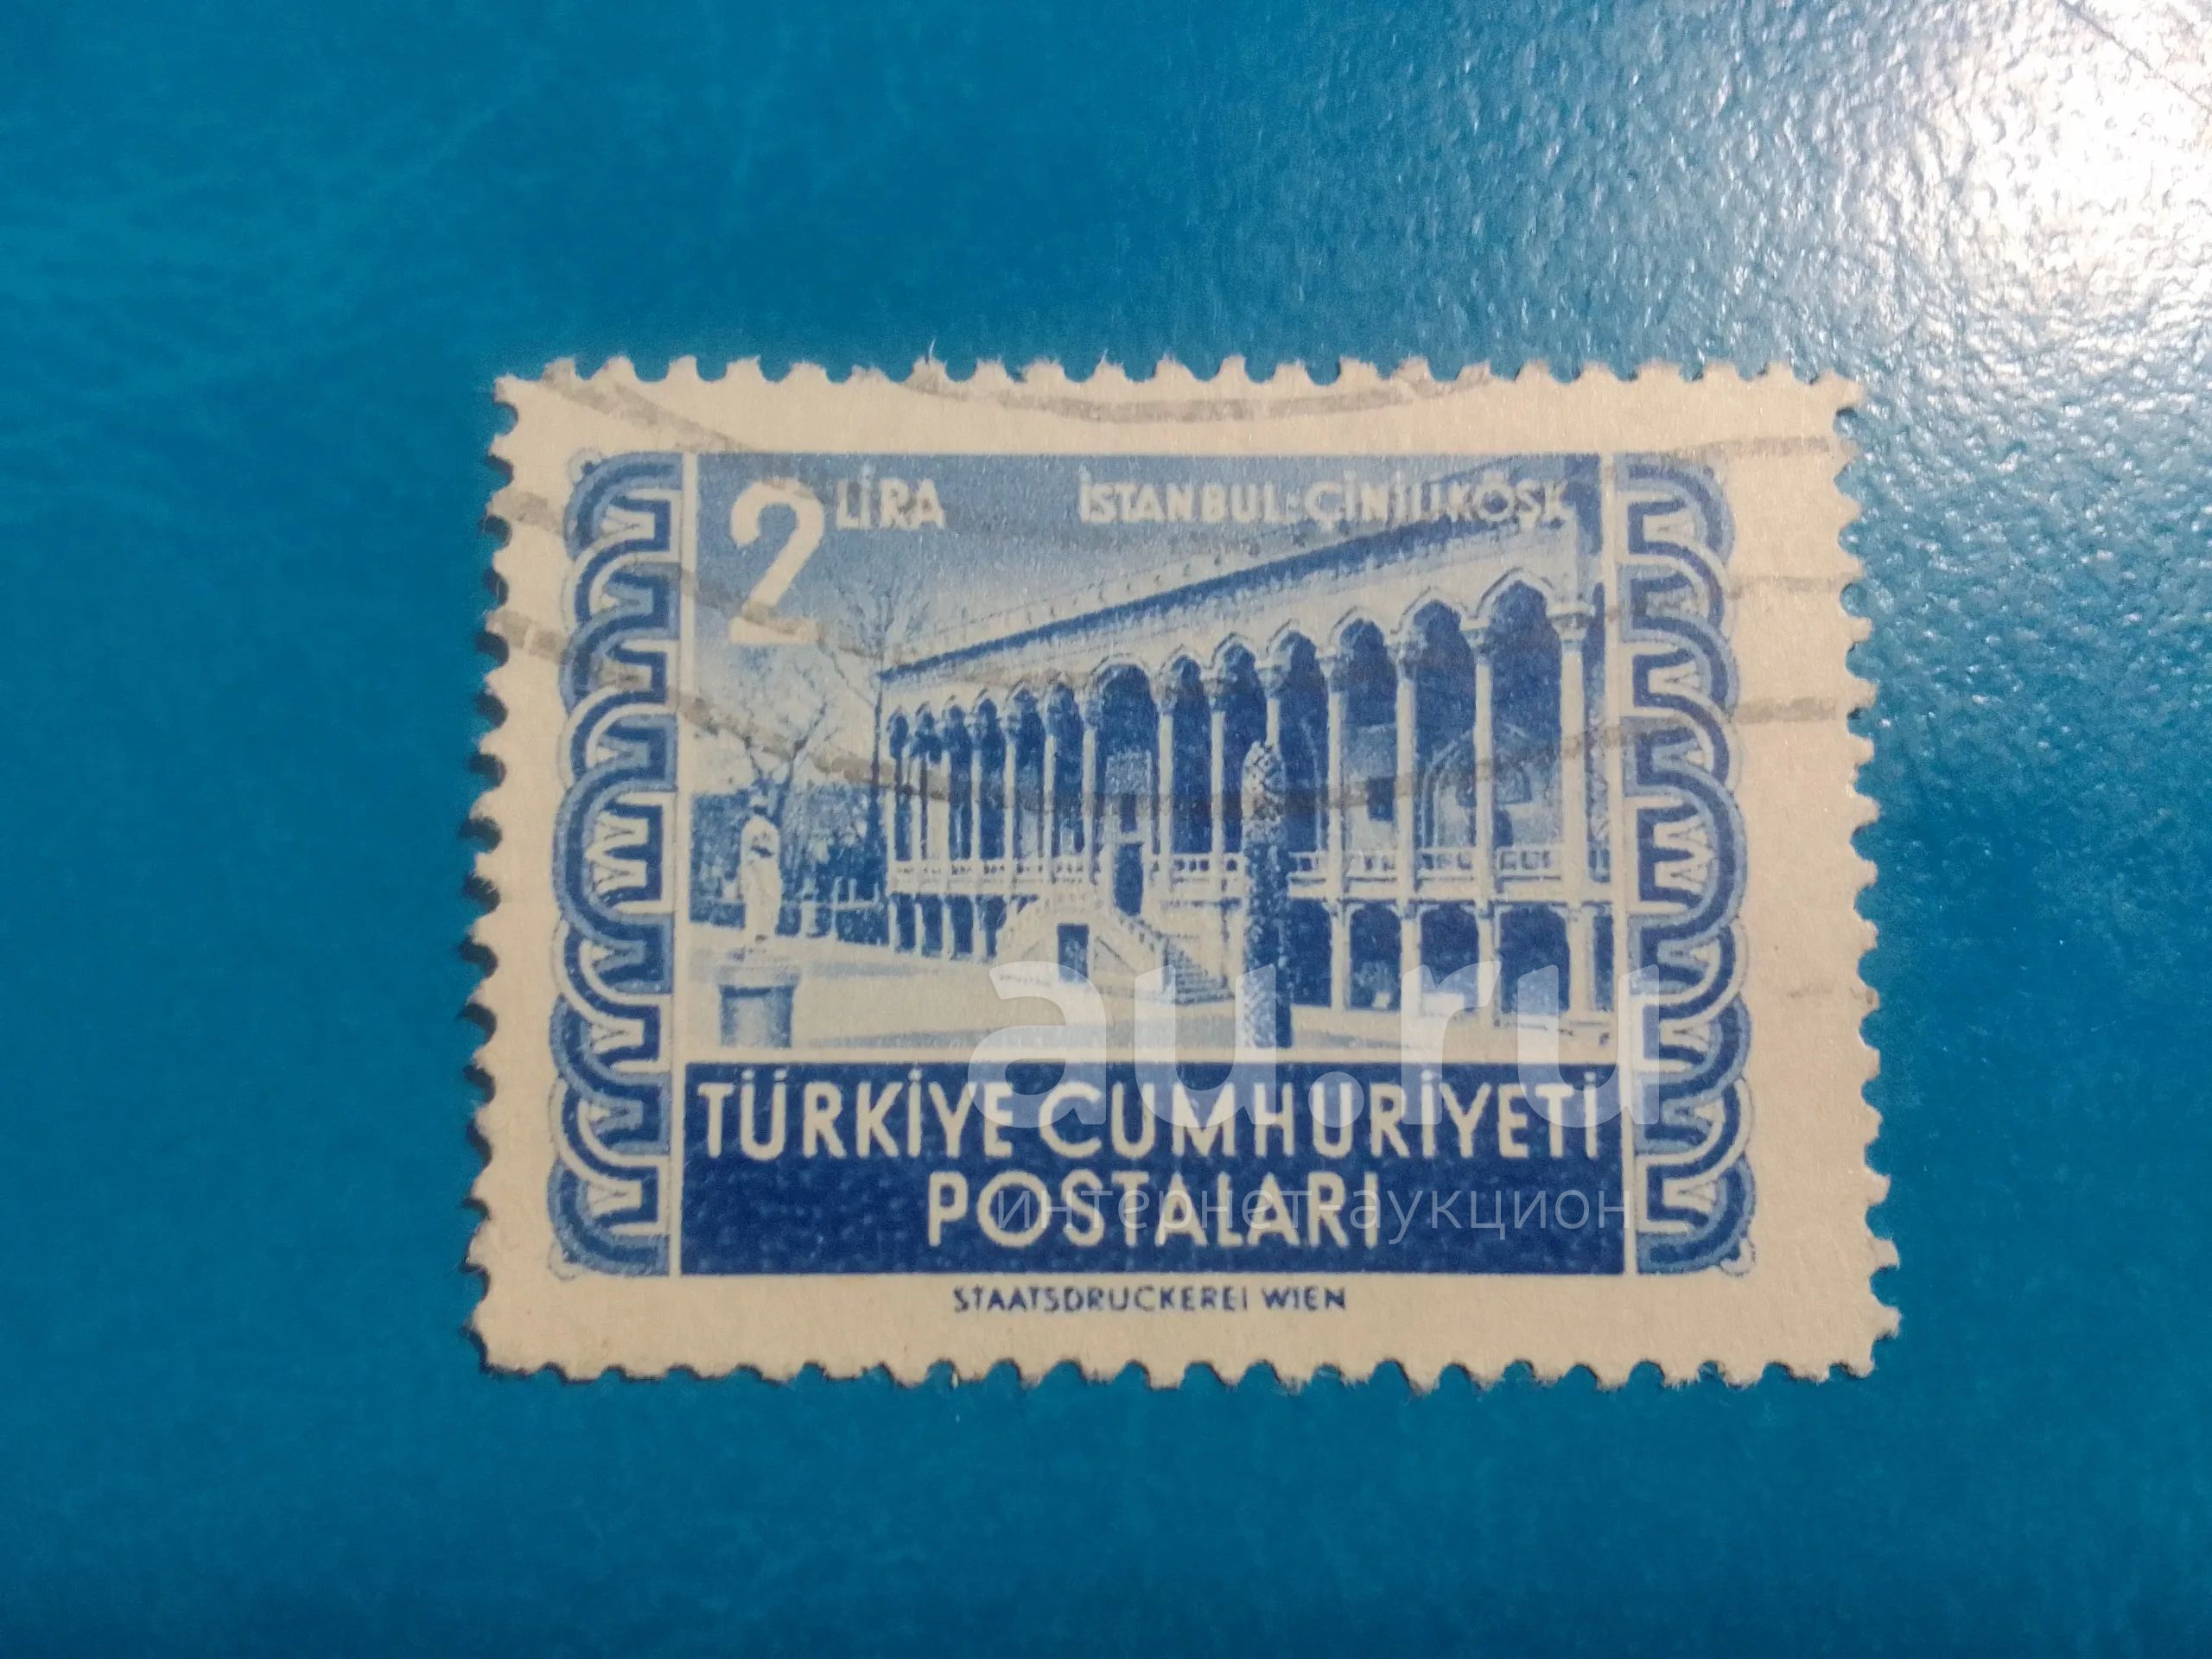 2 LİRA İSTANBUL-ÇİNİLİ KÖŞK
au.ru
TÜRKİYE CUMHURİYETİ
POSTALARI
интернет аукцион
STAATSDRUCKEREI WIEN